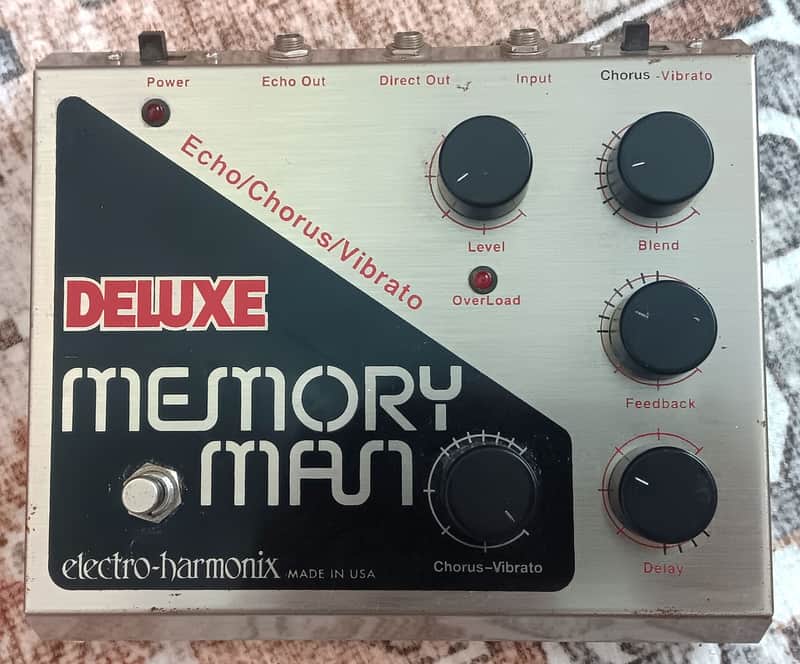 Power
Echo Out
Direct Out
Input
Chorus -Vibrato
Echo/Chorus/Vibrato
Level
Blend
OverLoad
DELUXE
MEMORY
MAN
Feedback
Chorus-Vibrato
Delay
electro-harmonix MADE IN USA